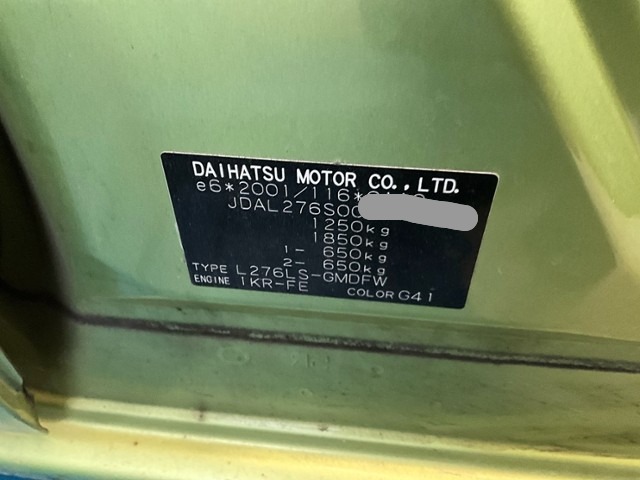 DAIHATSU MOTOR CO., LTD.
e6*2001/116*
JDAL276S00
1250kg
1850kg
1- 650kg
2- 650kg
TYPE L276LS-GMDFW
ENGINE 1KR-FE COLOR G41